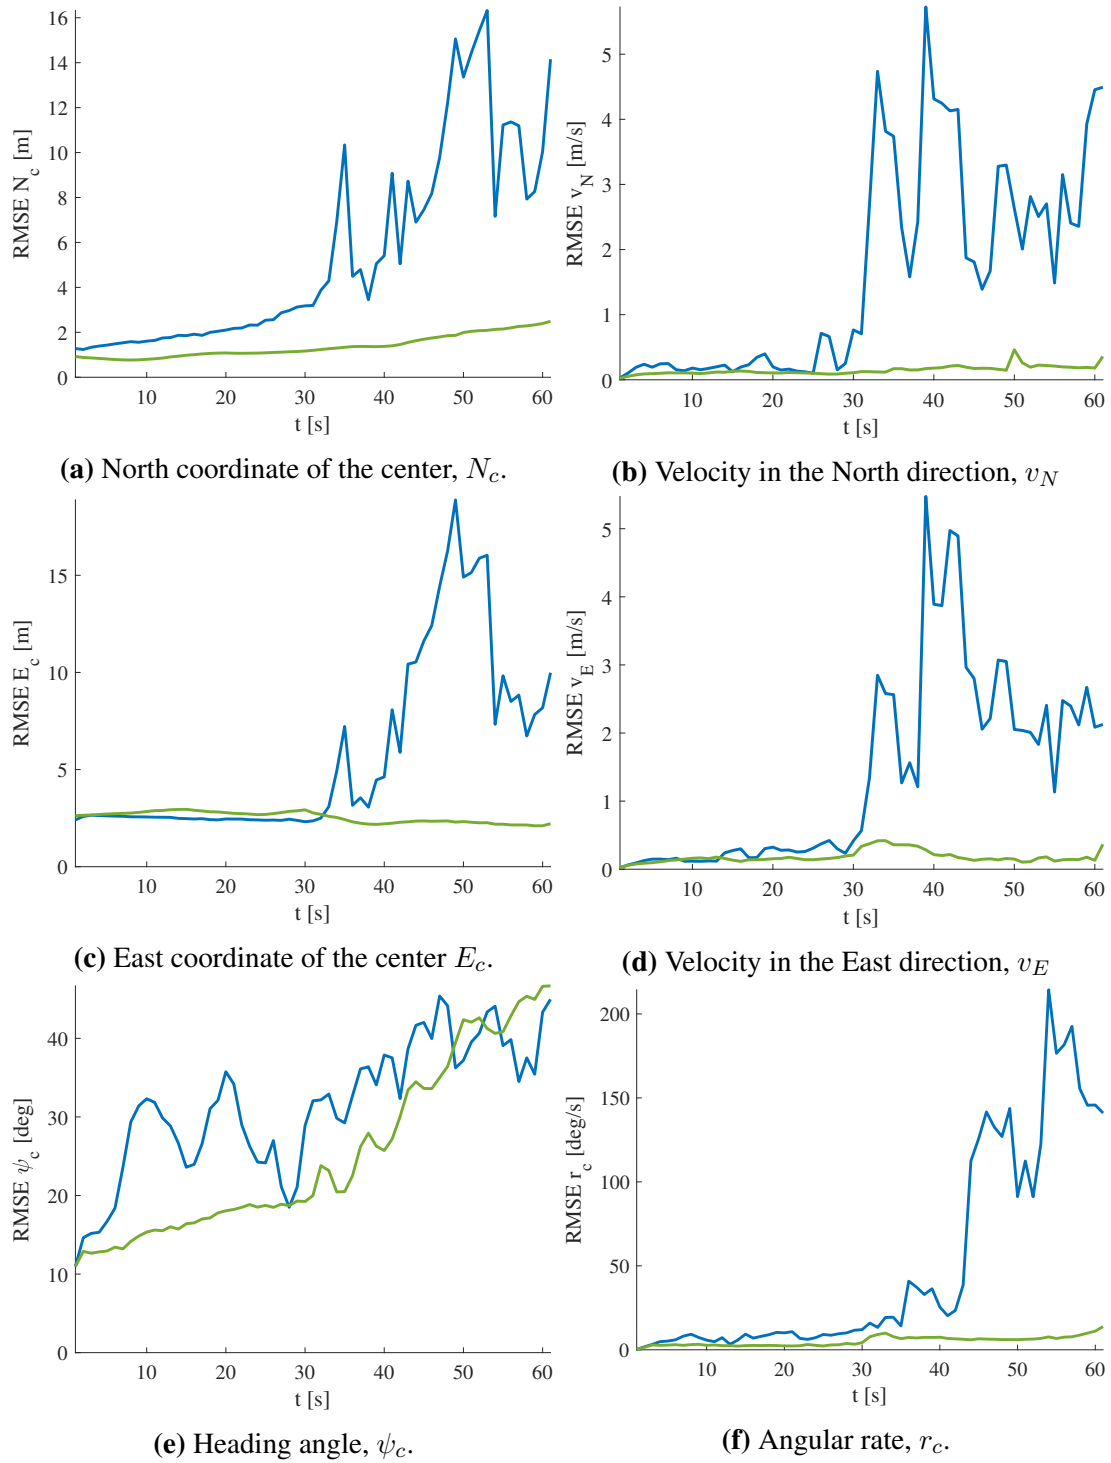 16
14
12
10
8
6
4
2
0
RMSE N_c [m]
10 20 30 40 50 60
t [s]
(a) North coordinate of the center, N_c.
5
4
3
2
1
0
RMSE v_N [m/s]
10 20 30 40 50 60
t [s]
(b) Velocity in the North direction, v_N
15
10
5
0
RMSE E_c [m]
10 20 30 40 50 60
t [s]
(c) East coordinate of the center E_c.
5
4
3
2
1
0
RMSE v_E [m/s]
10 20 30 40 50 60
t [s]
(d) Velocity in the East direction, v_E
40
30
20
10
0
RMSE ψ_c [deg]
10 20 30 40 50 60
t [s]
(e) Heading angle, ψ_c.
200
150
100
50
0
RMSE r_c [deg/s]
10 20 30 40 50 60
t [s]
(f) Angular rate, r_c.